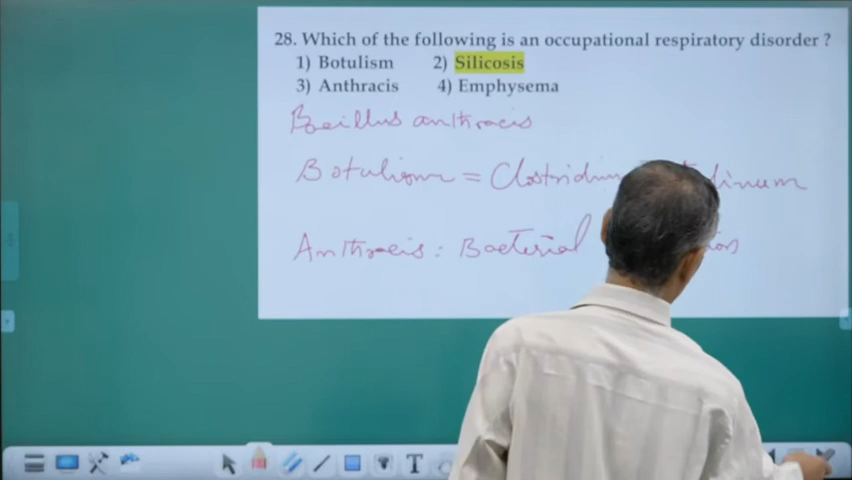 28. Which of the following is an occupational respiratory disorder ?
1) Botulism 2) Silicosis
3) Anthracis 4) Emphysema
Bacillus anthracis
Botulism = Clostridium
Anthracis : Bacterial
T